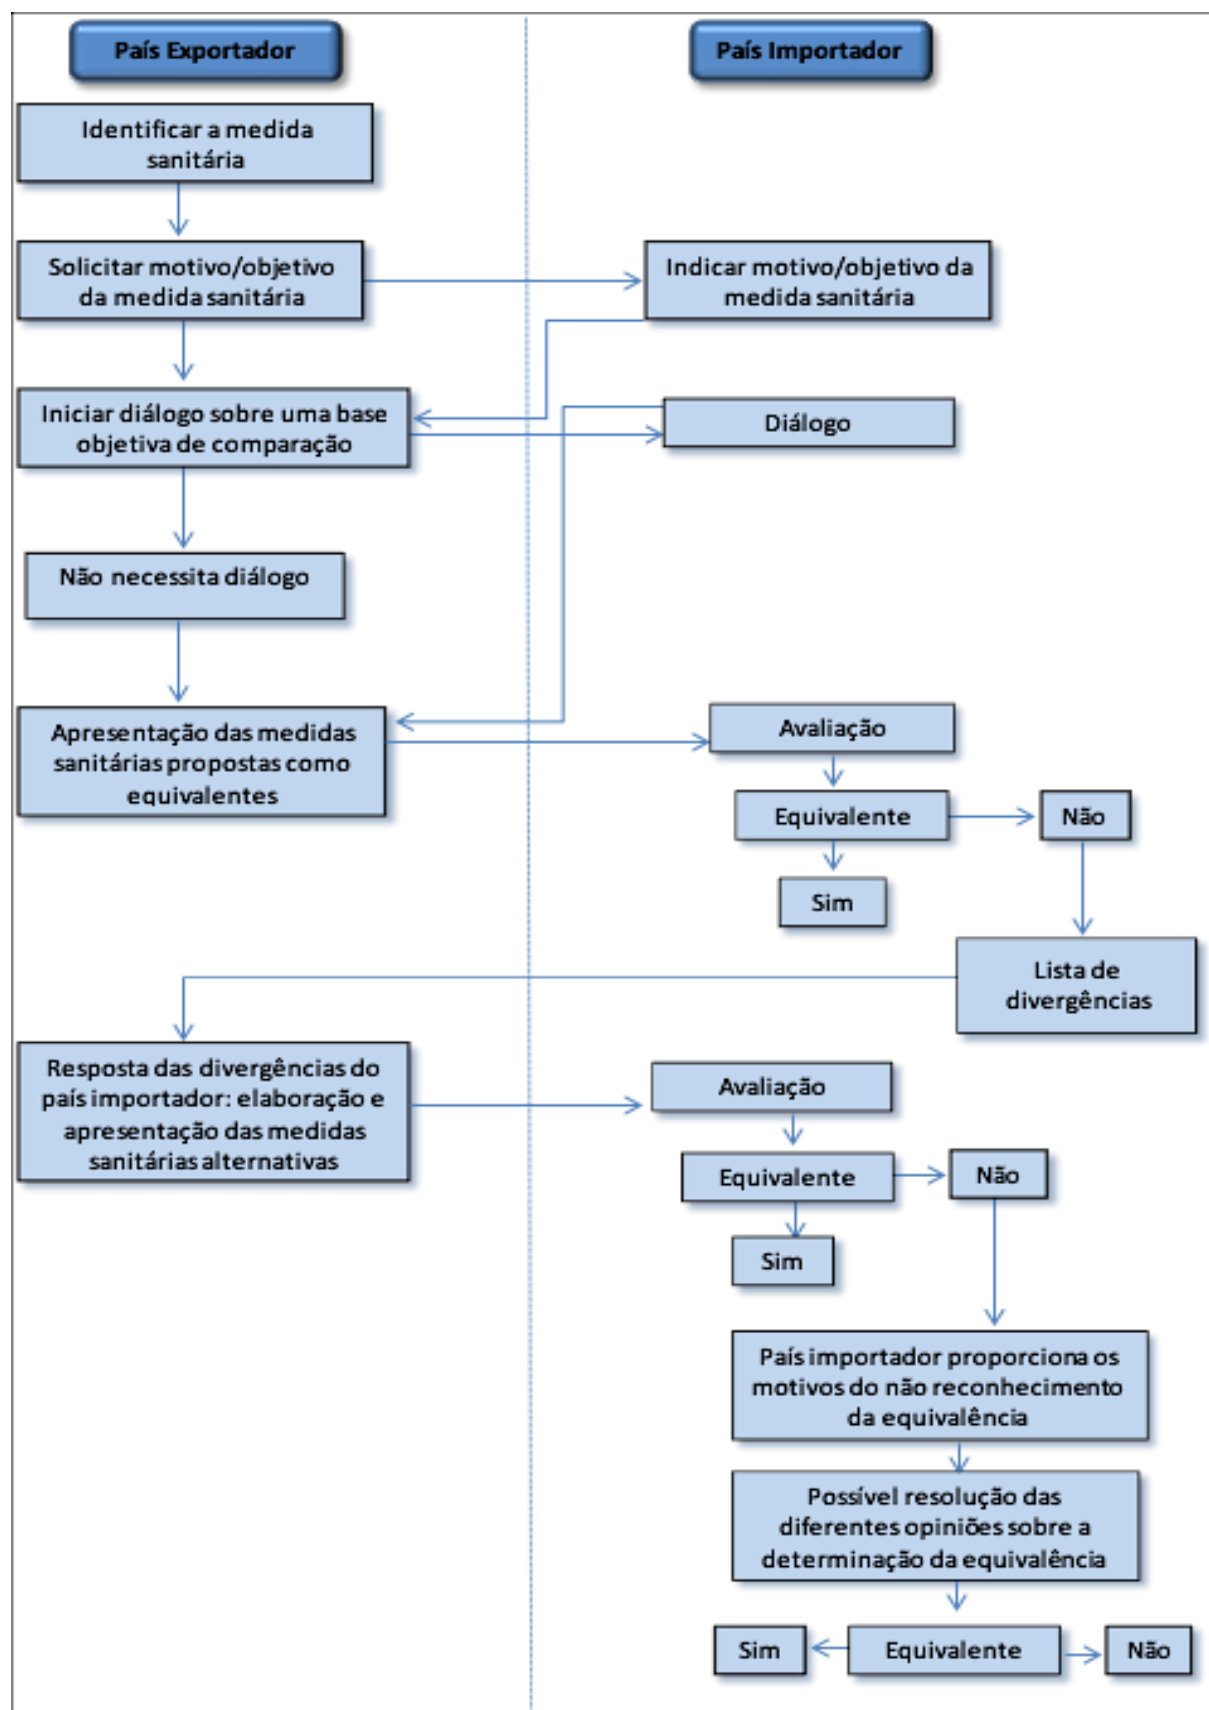 País Exportador
País Importador
Identificar a medida
sanitária
Solicitar motivo/objetivo
da medida sanitária
Indicar motivo/objetivo da
medida sanitária
Iniciar diálogo sobre uma base
objetiva de comparação
Diálogo
Não necessita diálogo
Apresentação das medidas
sanitárias propostas como
equivalentes
Avaliação
Equivalente
Não
Sim
Lista de
divergências
Resposta das divergências do
país importador: elaboração e
apresentação das medidas
sanitárias alternativas
Avaliação
Equivalente
Não
Sim
País importador proporciona os
motivos do não reconhecimento
da equivalência
Possível resolução das
diferentes opiniões sobre a
determinação da equivalência
Sim
Equivalente
Não